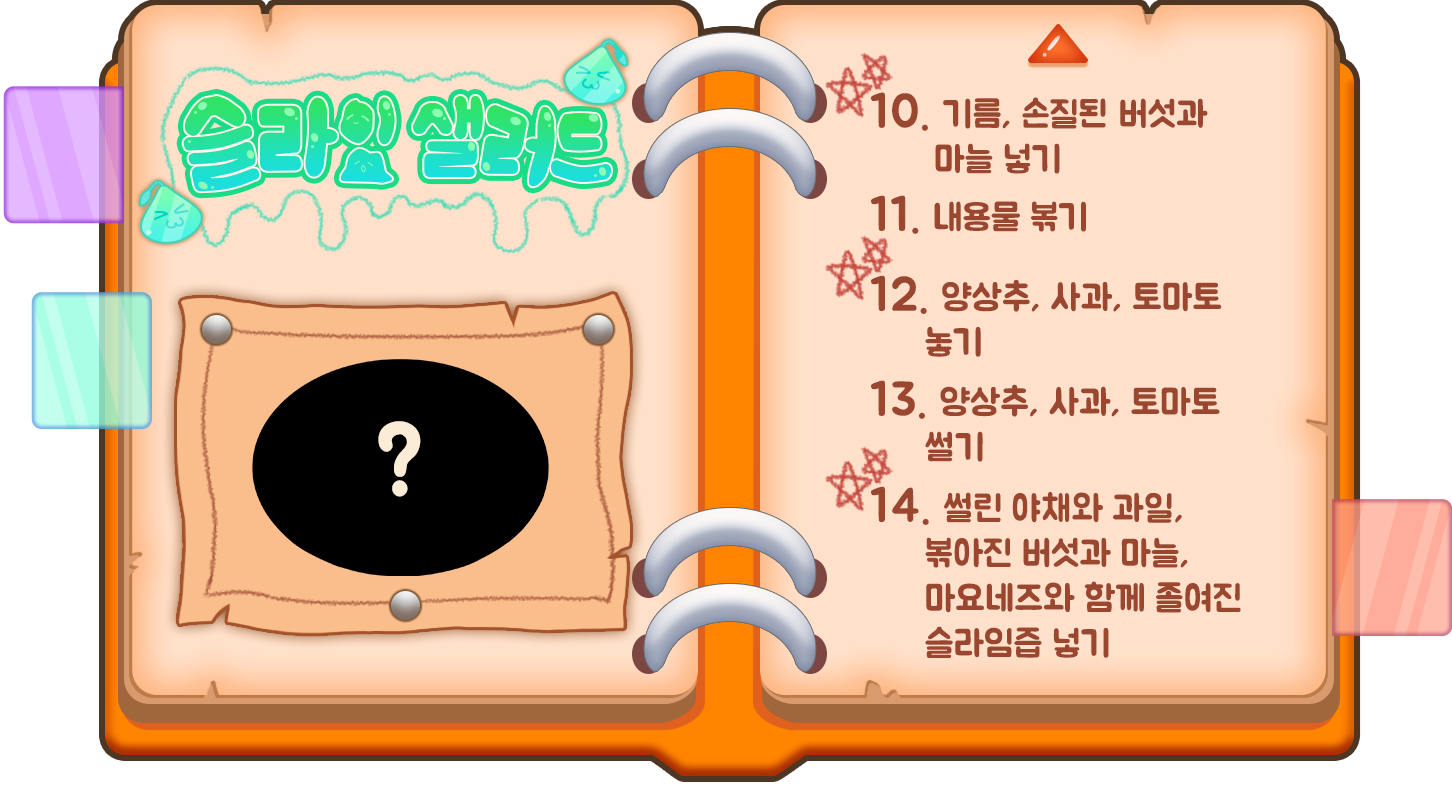 슬라임 샐러드
?
10. 기름, 손질된 버섯과
마늘 넣기
11. 내용물 볶기
12. 양상추, 사과, 토마토
놓기
13. 양상추, 사과, 토마토
썰기
14. 썰린 야채와 과일,
볶아진 버섯과 마늘,
마요네즈와 함께 졸여진
슬라임즙 넣기